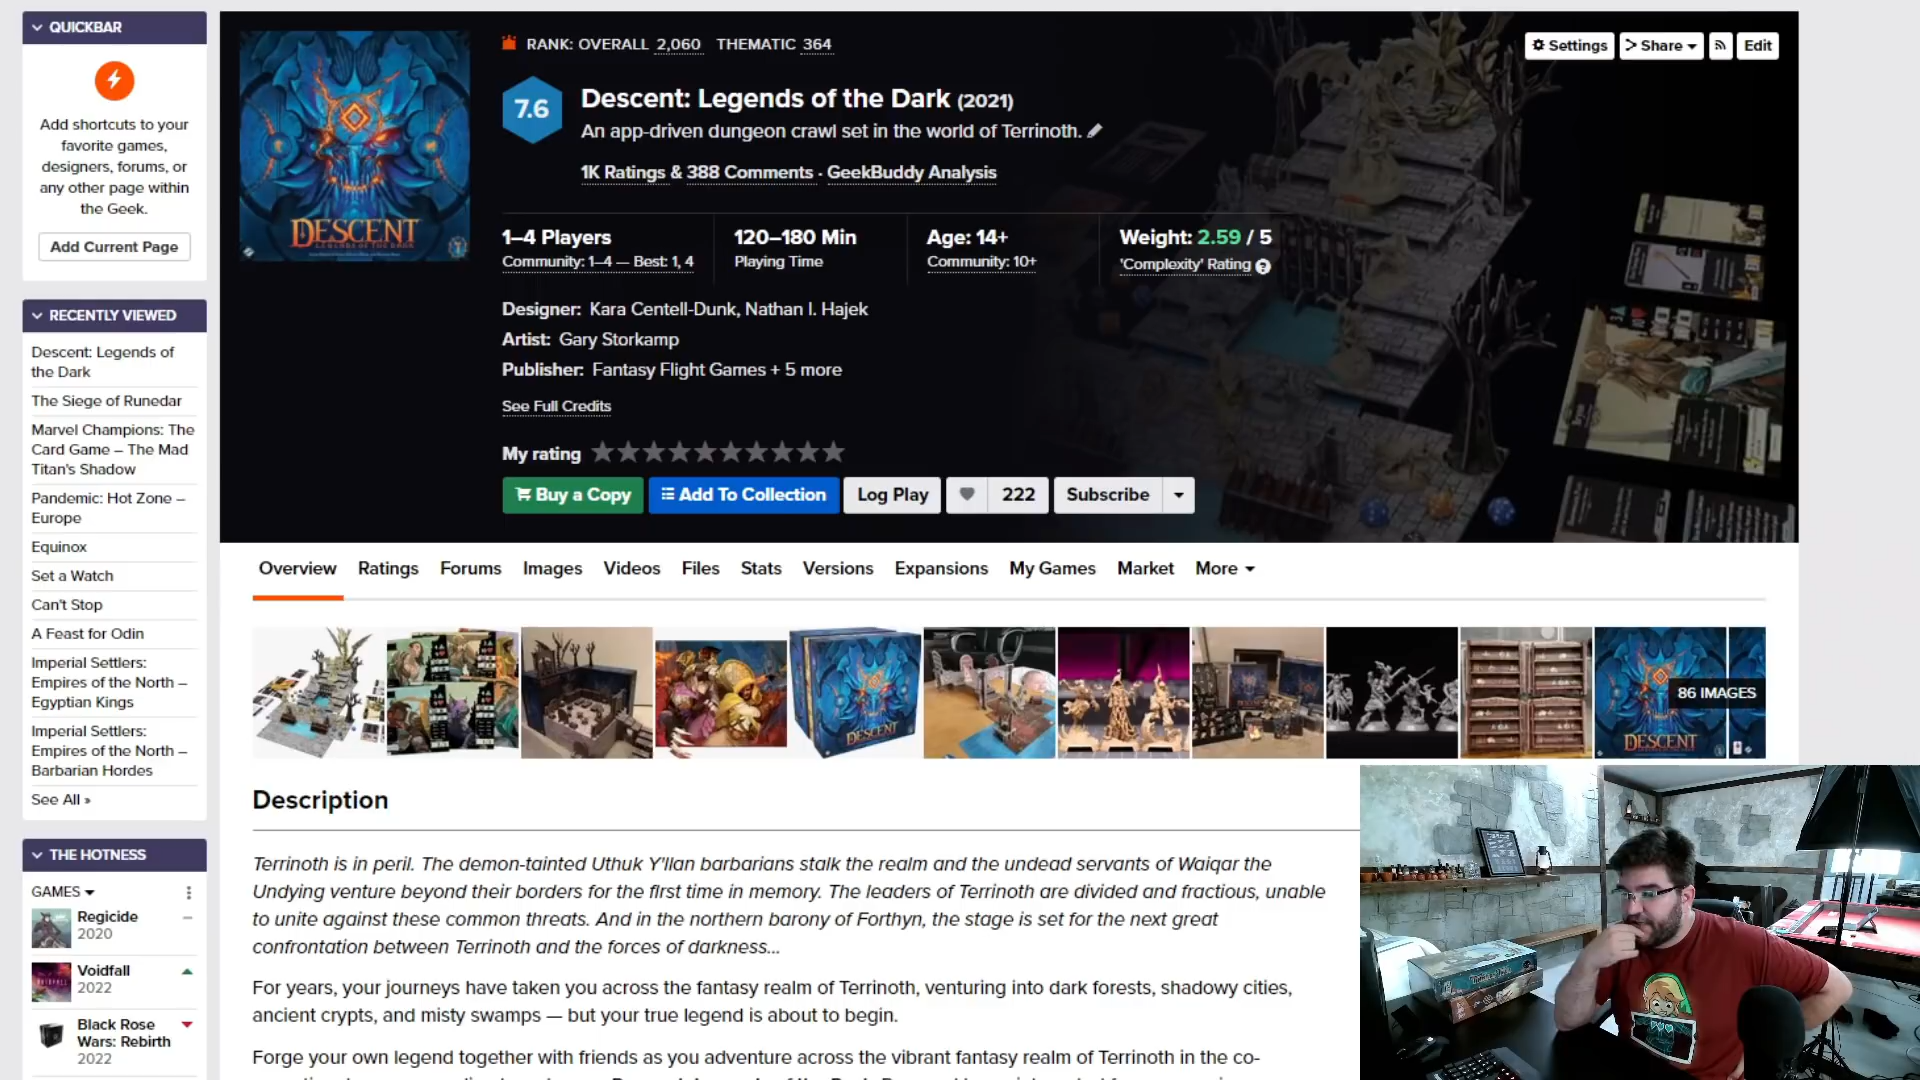 QUICKBAR
Add shortcuts to your
favorite games,
designers, forums, or
any other page within
the Geek.
Add Current Page
RECENTLY VIEWED
Descent: Legends of
the Dark
The Siege of Runedar
Marvel Champions: The
Card Game – The Mad
Titan's Shadow
Pandemic: Hot Zone –
Europe
Equinox
Set a Watch
Can't Stop
A Feast for Odin
Imperial Settlers:
Empires of the North –
Egyptian Kings
Imperial Settlers:
Empires of the North –
Barbarian Hordes
See All »
THE HOTNESS
GAMES
Regicide
2020
Voidfall
2022
Black Rose
Wars: Rebirth
2022
DESCENT
LEGENDS OF THE DARK
RANK: OVERALL 2,060 THEMATIC 364
Settings
Share
Edit
7.6
Descent: Legends of the Dark (2021)
An app-driven dungeon crawl set in the world of Terrinoth.
1K Ratings & 388 Comments · GeekBuddy Analysis
1–4 Players
Community: 1–4 — Best: 1, 4
120–180 Min
Playing Time
Age: 14+
Community: 10+
Weight: 2.59 / 5
'Complexity' Rating ?
Designer: Kara Centell-Dunk, Nathan I. Hajek
Artist: Gary Storkamp
Publisher: Fantasy Flight Games + 5 more
See Full Credits
My rating
Buy a Copy
Add To Collection
Log Play
222
Subscribe
Overview Ratings Forums Images Videos Files Stats Versions Expansions My Games Market More
DESCENT
DESCENT
86 IMAGES
Description
Terrinoth is in peril. The demon-tainted Uthuk Y'llan barbarians stalk the realm and the undead servants of Waiqar the
Undying venture beyond their borders for the first time in memory. The leaders of Terrinoth are divided and fractious, unable
to unite against these common threats. And in the northern barony of Forthyn, the stage is set for the next great
confrontation between Terrinoth and the forces of darkness...
For years, your journeys have taken you across the fantasy realm of Terrinoth, venturing into dark forests, shadowy cities,
ancient crypts, and misty swamps — but your true legend is about to begin.
Forge your own legend together with friends as you adventure across the vibrant fantasy realm of Terrinoth in the co-